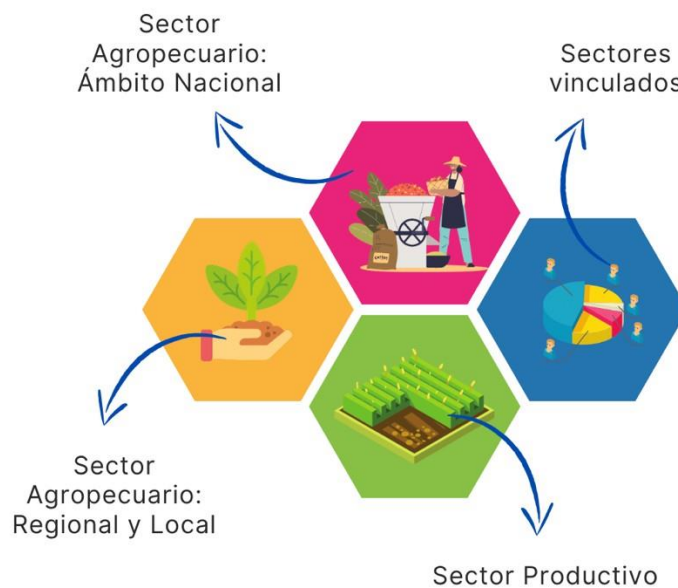 Sector
Agropecuario:
Ámbito Nacional
Sectores
vinculados
Sector
Agropecuario:
Regional y Local
Sector Productivo